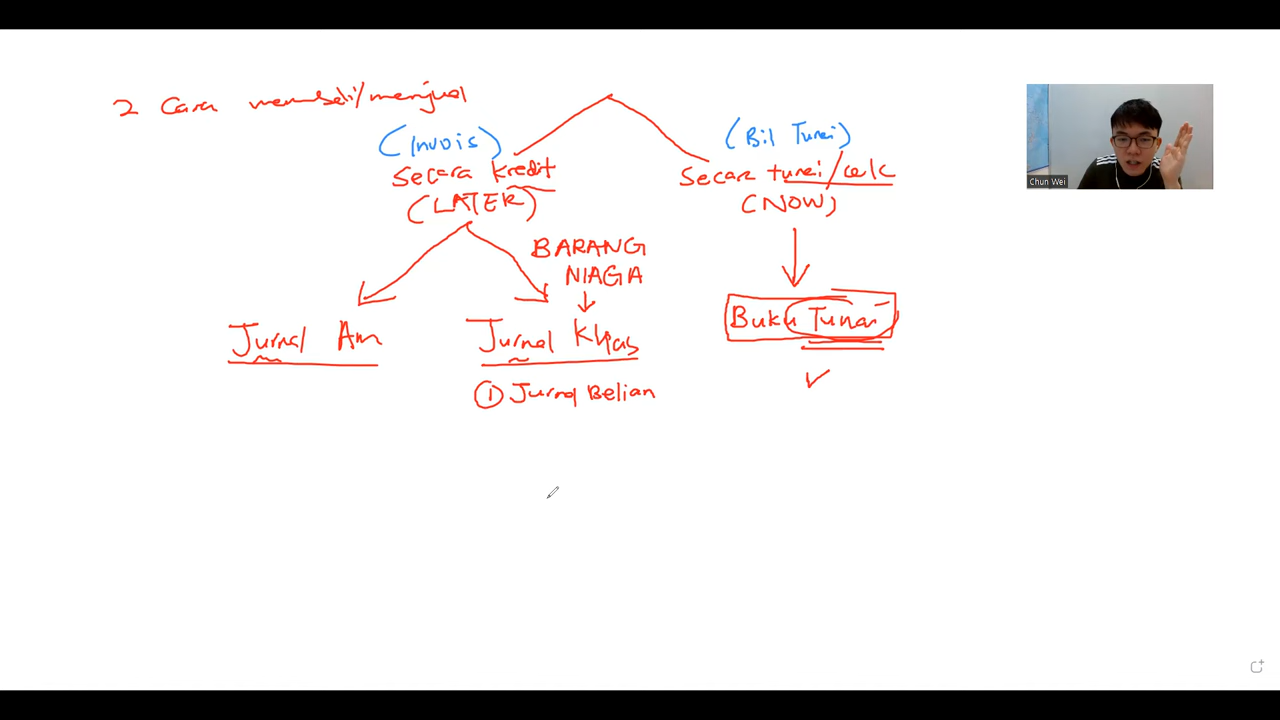 2 Cara membeli/menjual
(Invois)
Secara kredit
(LATER)
(Bil Tunai)
Secara tunai/cek
(NOW)
BARANG
NIAGA
Jurnal Am
Jurnal Khas
① Jurnal Belian
Buku Tunai
Chun Wei